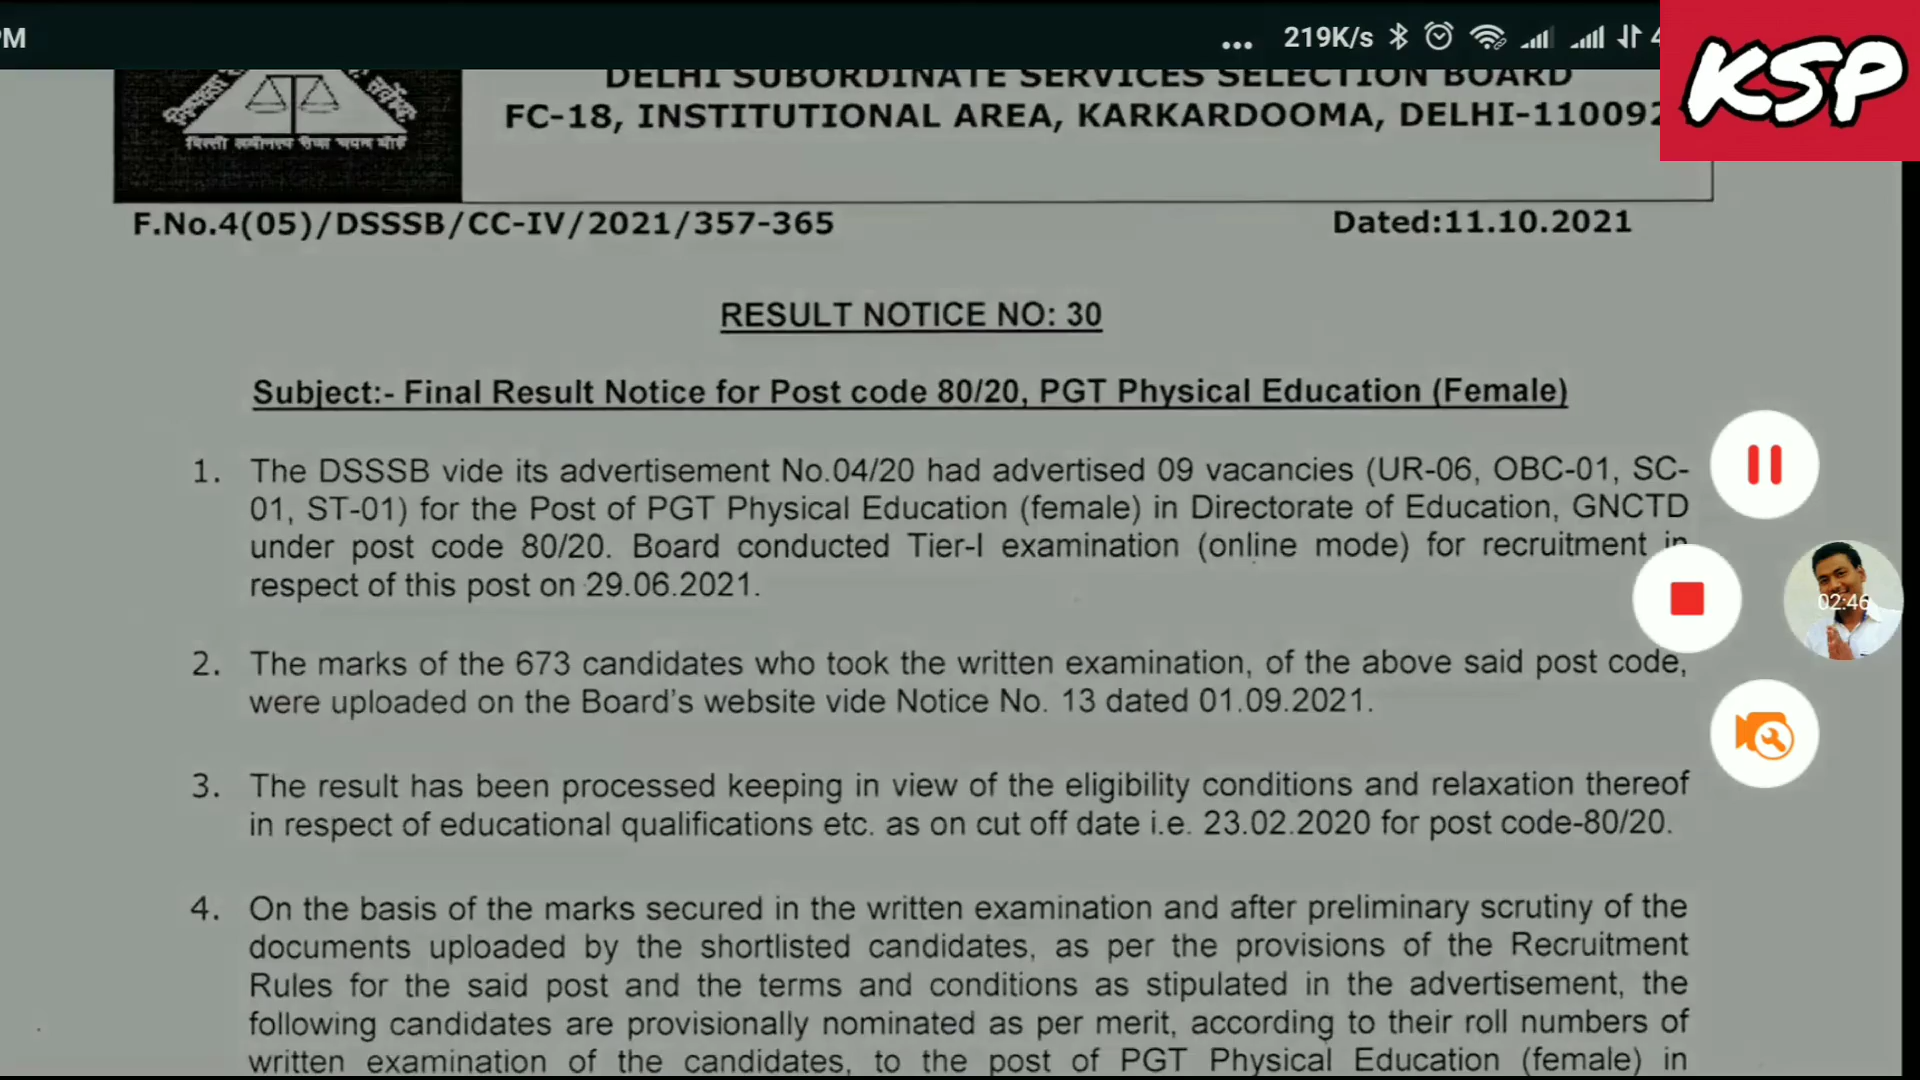 PM
... 219K/s 4
KSP
DELHI SUBORDINATE SERVICES SELECTION BOARD
FC-18, INSTITUTIONAL AREA, KARKARDOOMA, DELHI-110092
दिल्ली अधीनस्थ सेवा चयन बोर्ड
F.No.4(05)/DSSSB/CC-IV/2021/357-365 Dated:11.10.2021
RESULT NOTICE NO: 30
Subject:- Final Result Notice for Post code 80/20, PGT Physical Education (Female)
1. The DSSSB vide its advertisement No.04/20 had advertised 09 vacancies (UR-06, OBC-01, SC-
01, ST-01) for the Post of PGT Physical Education (female) in Directorate of Education, GNCTD
under post code 80/20. Board conducted Tier-I examination (online mode) for recruitment in
respect of this post on 29.06.2021.
02:46
2. The marks of the 673 candidates who took the written examination, of the above said post code,
were uploaded on the Board's website vide Notice No. 13 dated 01.09.2021.
3. The result has been processed keeping in view of the eligibility conditions and relaxation thereof
in respect of educational qualifications etc. as on cut off date i.e. 23.02.2020 for post code-80/20.
4. On the basis of the marks secured in the written examination and after preliminary scrutiny of the
documents uploaded by the shortlisted candidates, as per the provisions of the Recruitment
Rules for the said post and the terms and conditions as stipulated in the advertisement, the
following candidates are provisionally nominated as per merit, according to their roll numbers of
written examination of the candidates, to the post of PGT Physical Education (female) in